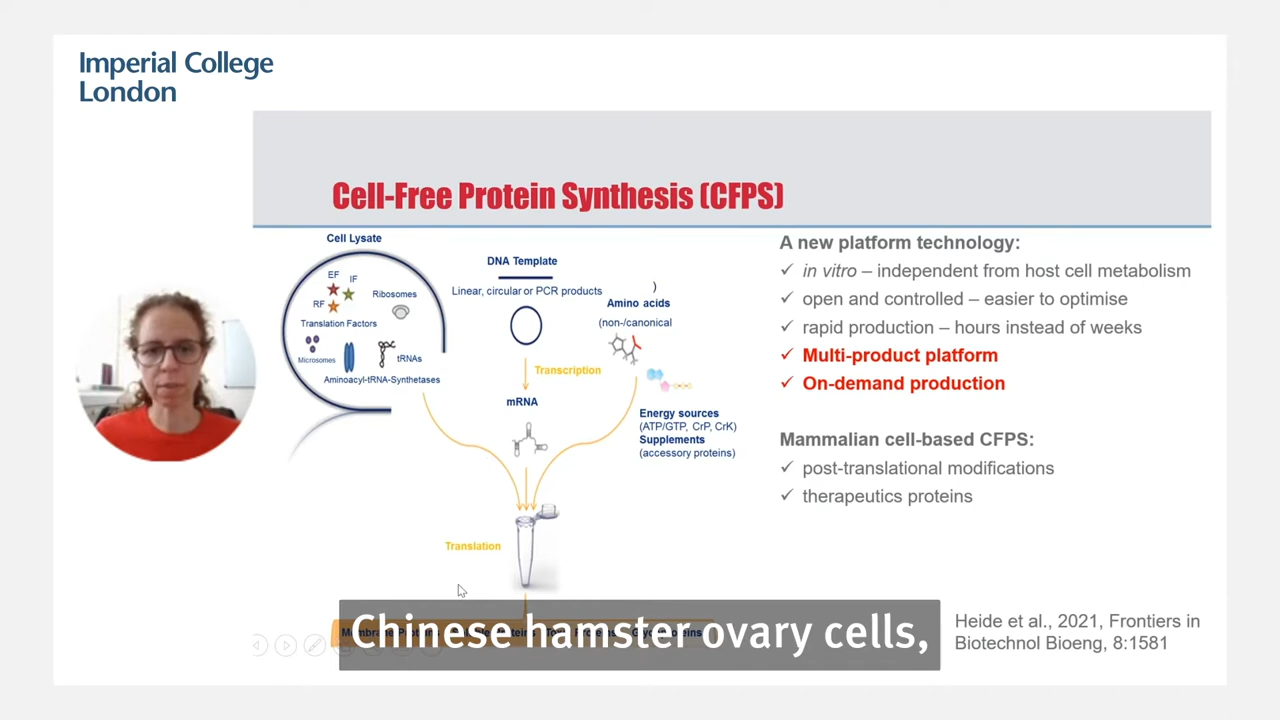 Imperial College
London
Cell-Free Protein Synthesis (CFPS)
Cell Lysate
EF
IF
RF
Ribosomes
Translation Factors
Microsomes
tRNAs
Aminoacyl-tRNA-Synthetases
DNA Template
Linear, circular or PCR products
)
Amino acids
(non-/canonical
Transcription
mRNA
Energy sources
(ATP/GTP, CrP, CrK)
Supplements
(accessory proteins)
Translation
A new platform technology:
✓ in vitro – independent from host cell metabolism
✓ open and controlled – easier to optimise
✓ rapid production – hours instead of weeks
✓ Multi-product platform
✓ On-demand production
Mammalian cell-based CFPS:
✓ post-translational modifications
✓ therapeutics proteins
Chinese hamster ovary cells,
Heide et al., 2021, Frontiers in
Biotechnol Bioeng, 8:1581